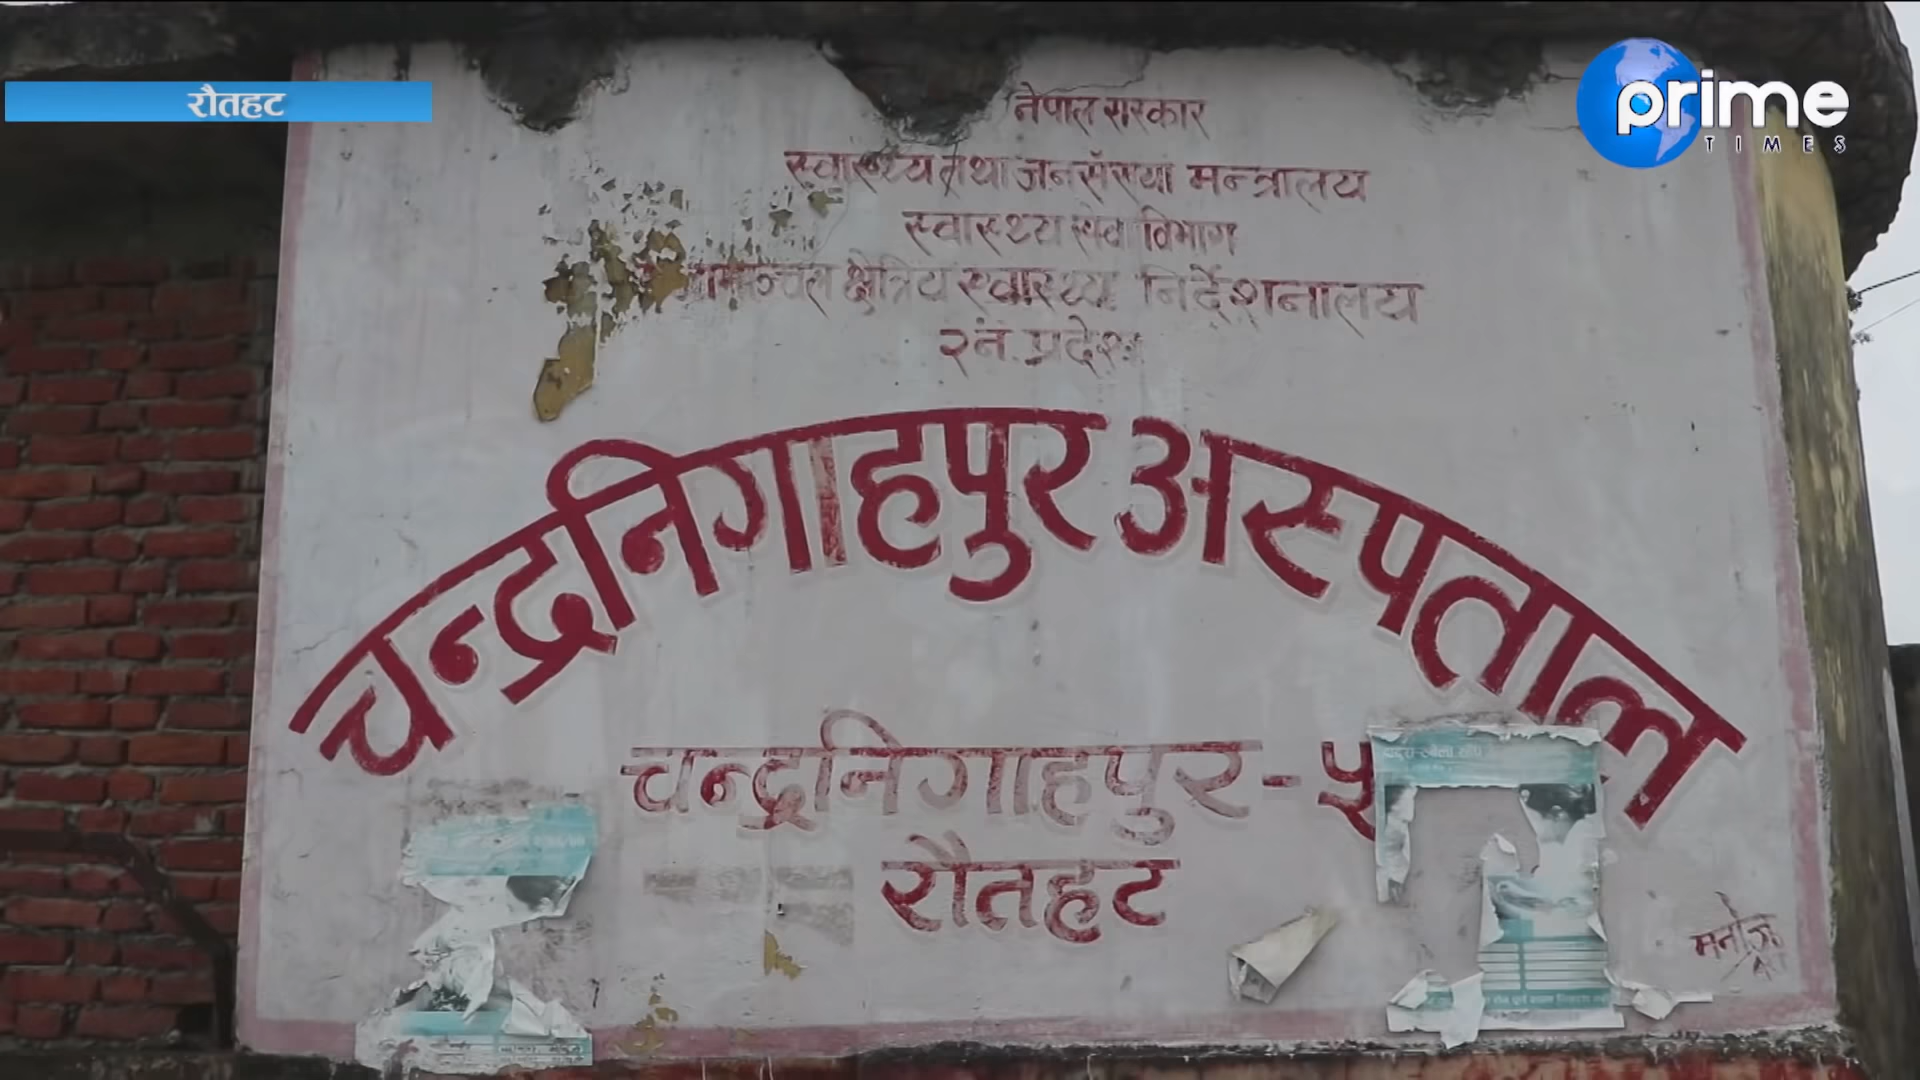 रौतहट
prime
TIMES
नेपाल सरकार
स्वास्थ्य तथा जनसंख्या मन्त्रालय
स्वास्थ्य सेवा विभाग
क्षेत्रिय स्वास्थ्य निर्देशनालय
२ नं. प्रदेश
चन्द्रनिगाहपुर अस्पताल
चन्द्रनिगाहपुर - ५
रौतहट
मनोज